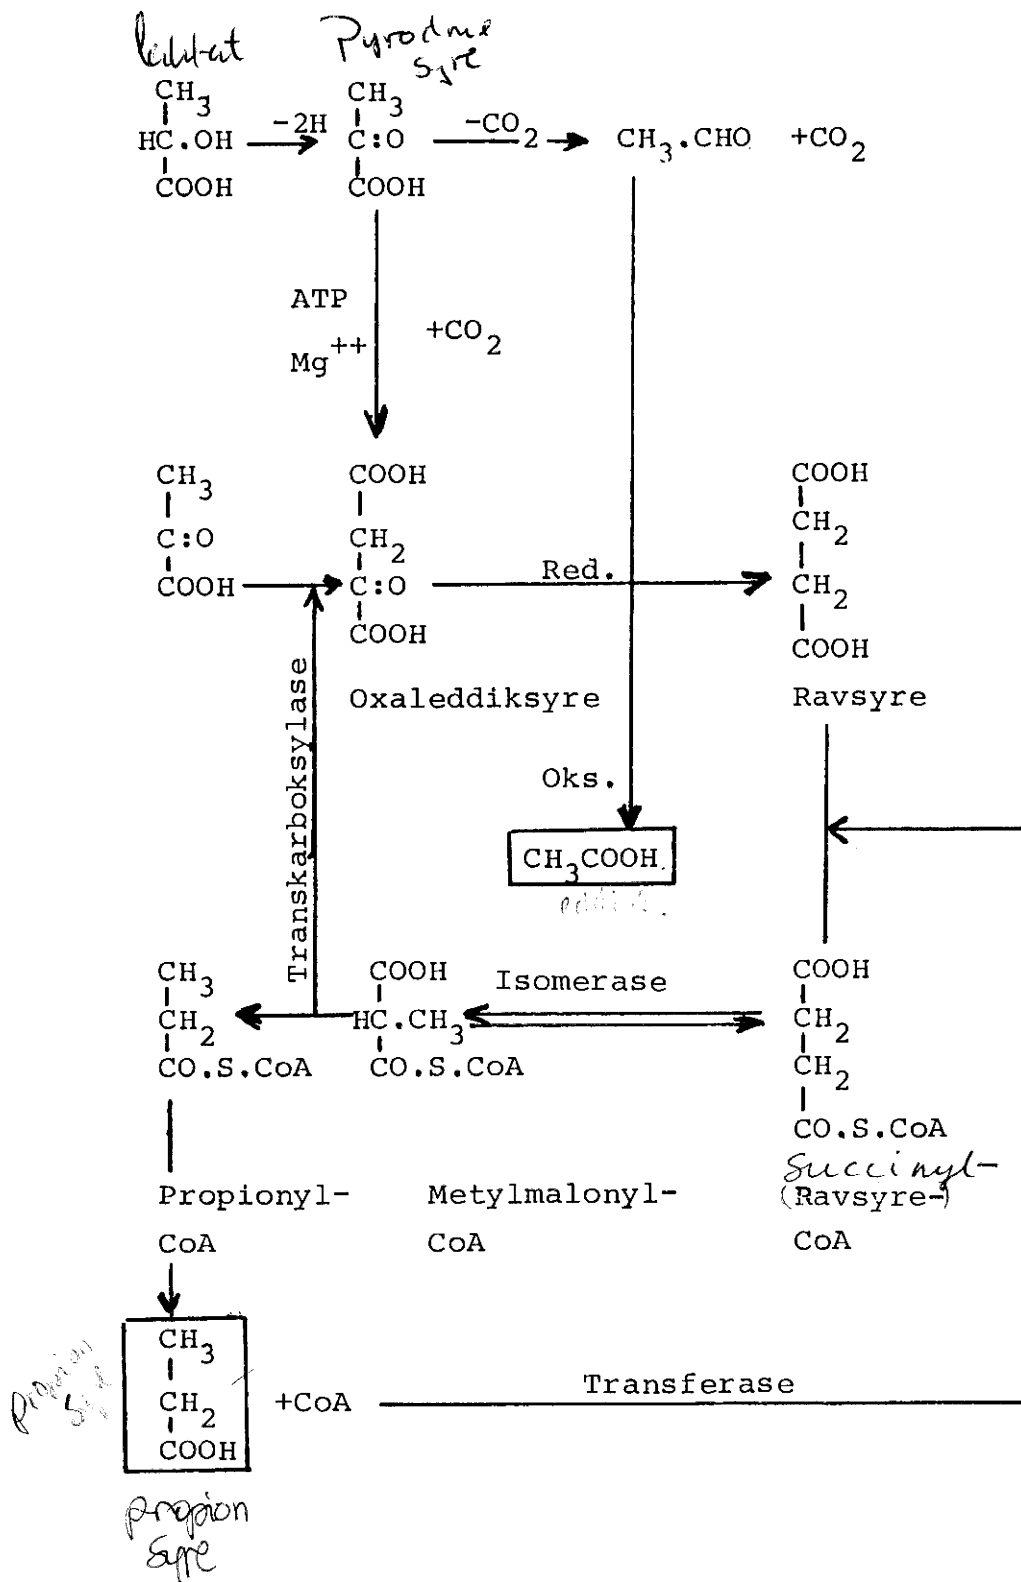 Pyrodrue
syre
CH3 CH3
HC.OH -2H C:O -CO2 CH3.CHO +CO2
COOH COOH
ATP
+CO2
Mg++
CH3 COOH COOH
C:O CH2 CH2
COOH C:O Red. CH2
COOH COOH
Oxaleddiksyre Ravsyre
Transkarboksylase
Oks.
CH3COOH
CH3 COOH Isomerase COOH
CH2 HC.CH3 CH2
CO.S.CoA CO.S.CoA CH2
CO.S.CoA
Succinyl-
Propionyl- Metylmalonyl- (Ravsyre-)
CoA CoA CoA
CH3
CH2 +CoA Transferase
COOH
propion
syre